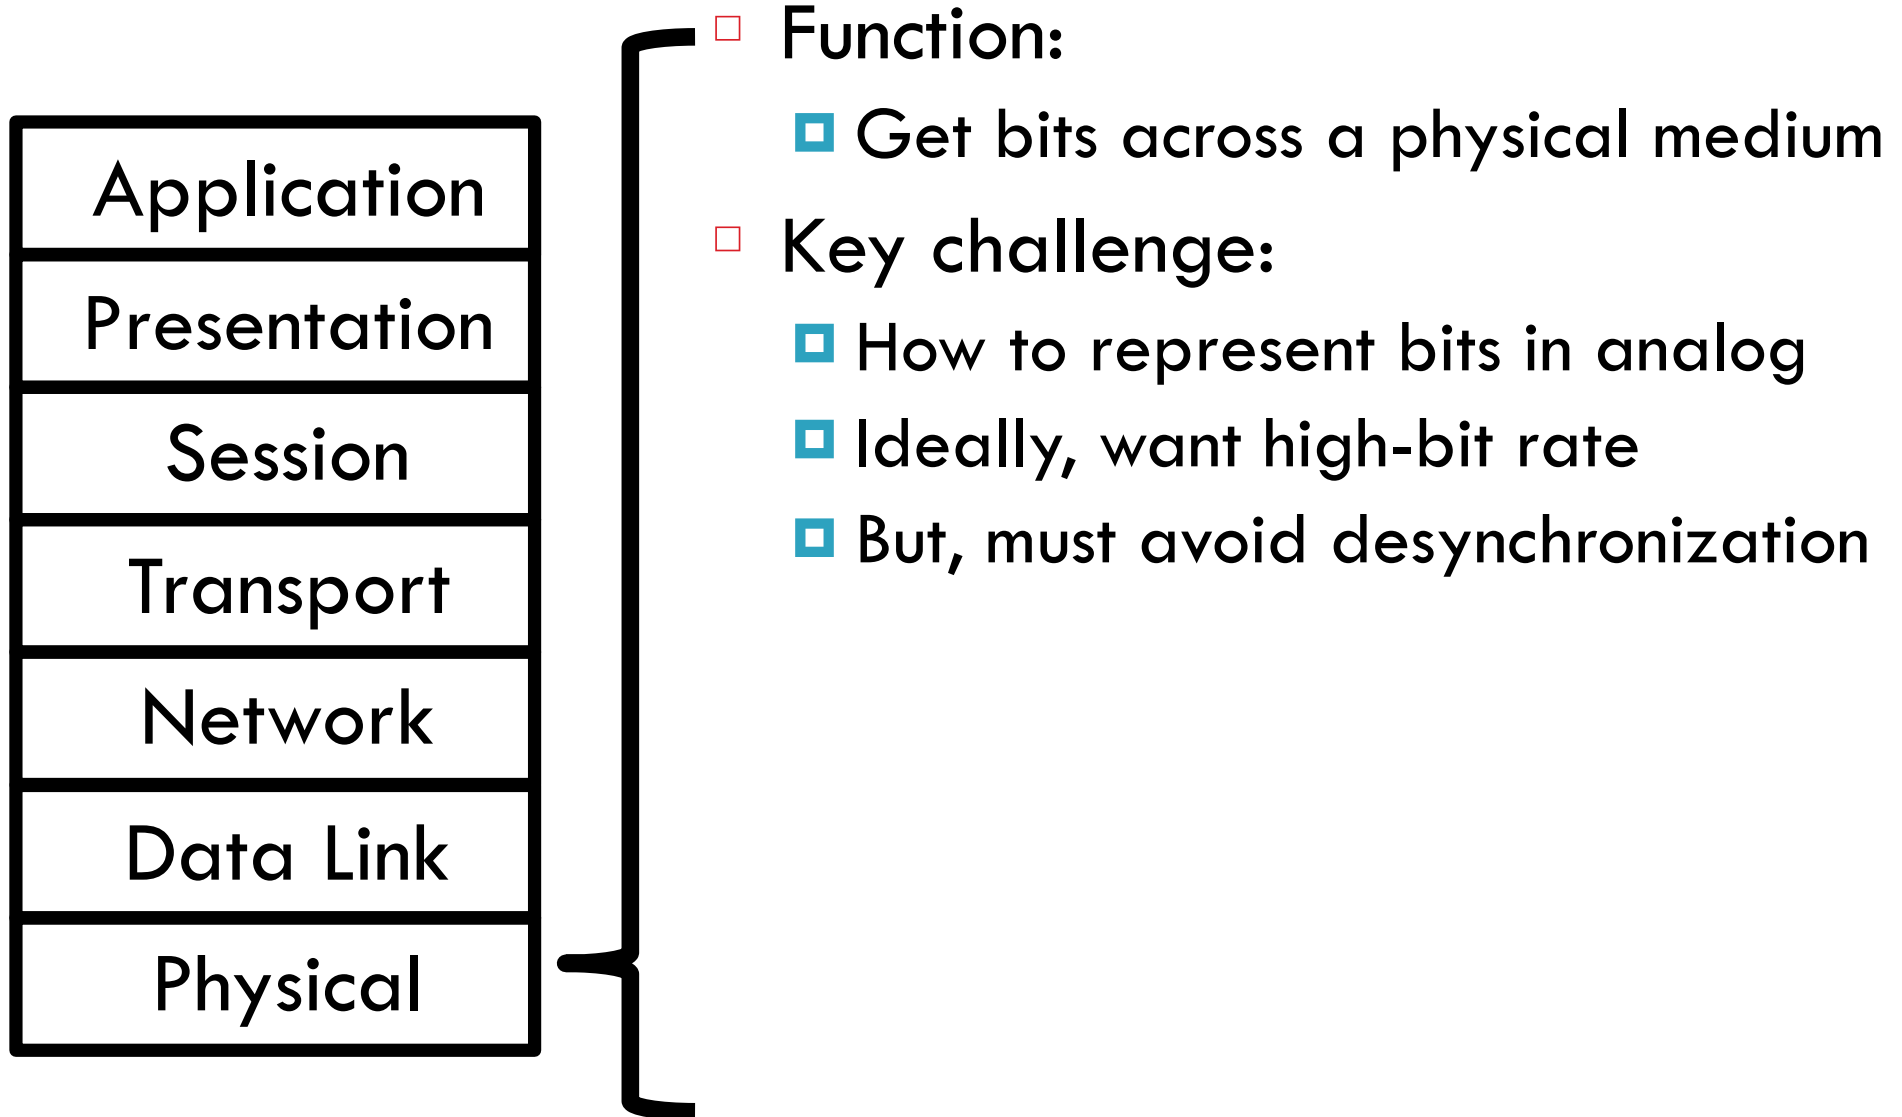 Application
Presentation
Session
Transport
Network
Data Link
Physical
Function:
Get bits across a physical medium
Key challenge:
How to represent bits in analog
Ideally, want high-bit rate
But, must avoid desynchronization